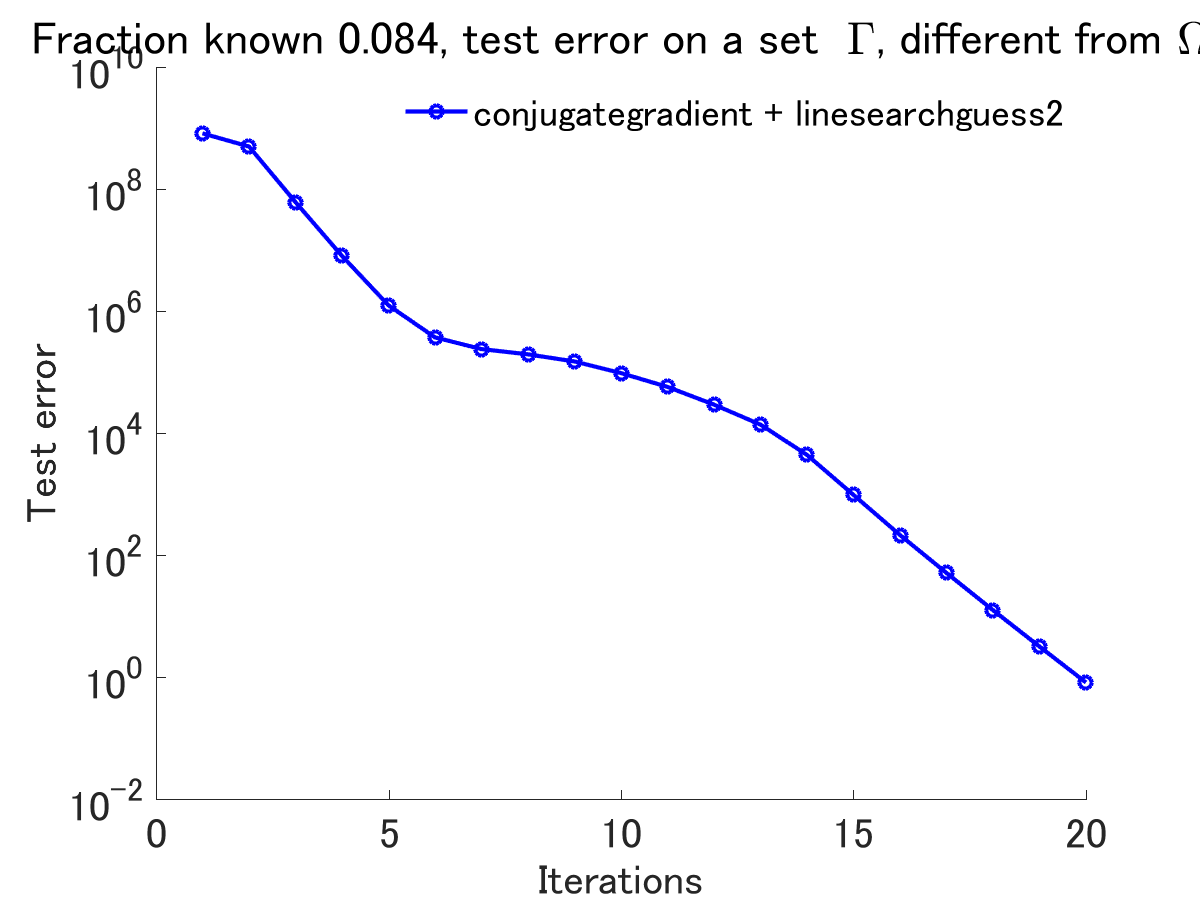 Fraction known 0.084, test error on a set Γ, different from Ω
conjugategradient + linesearchguess2
10^10
10^8
10^6
10^4
10^2
10^0
10^−2
Test error
0 5 10 15 20
Iterations